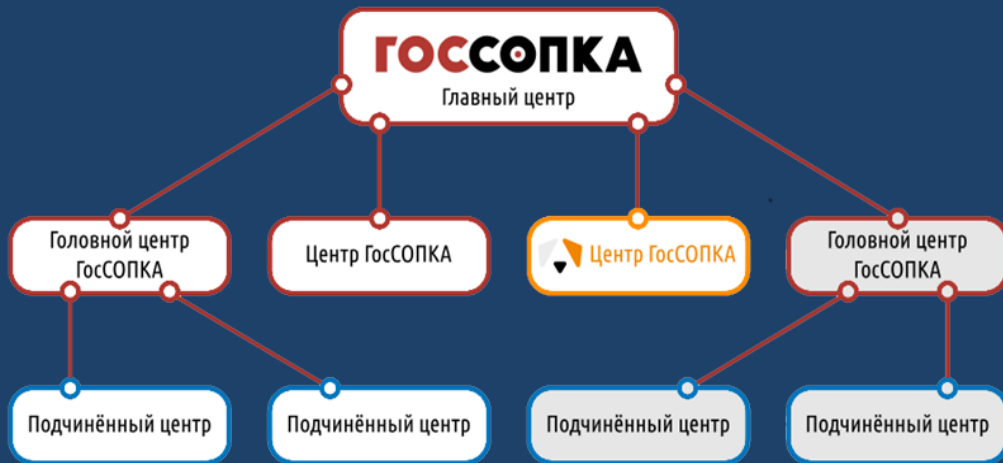 ГОССОПКА
Главный центр
Головной центр
ГосСОПКА
Центр ГосСОПКА
Центр ГосСОПКА
Головной центр
ГосСОПКА
Подчинённый центр
Подчинённый центр
Подчинённый центр
Подчинённый центр